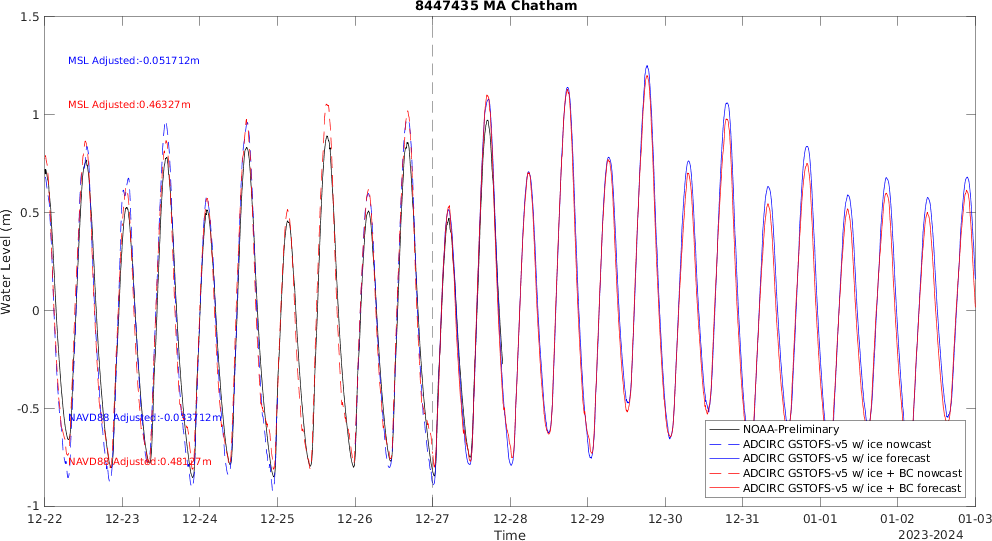 8447435 MA Chatham
1.5
MSL Adjusted:-0.051712m
MSL Adjusted:0.46327m
1
0.5
Water Level (m)
0
-0.5
NAVD88 Adjusted:-0.033712m
NAVD88 Adjusted:0.48127m
-1
NOAA-Preliminary
ADCIRC GSTOFS-v5 w/ ice nowcast
ADCIRC GSTOFS-v5 w/ ice forecast
ADCIRC GSTOFS-v5 w/ ice + BC nowcast
ADCIRC GSTOFS-v5 w/ ice + BC forecast
12-22 12-23 12-24 12-25 12-26 12-27 12-28 12-29 12-30 12-31 01-01 01-02 01-03
Time
2023-2024